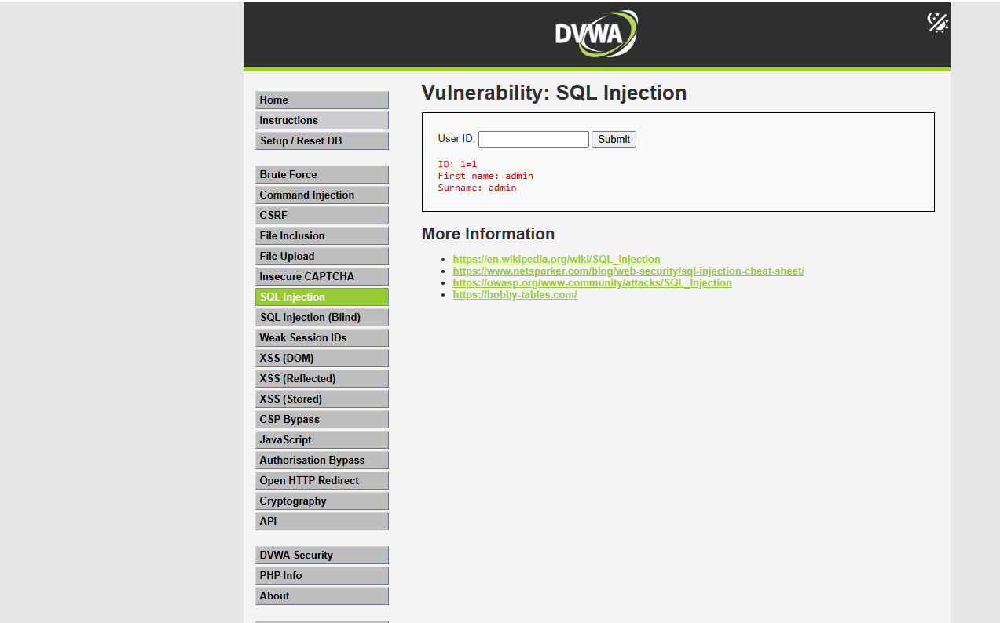 DVWA
Home
Instructions
Setup / Reset DB
Brute Force
Command Injection
CSRF
File Inclusion
File Upload
Insecure CAPTCHA
SQL Injection
SQL Injection (Blind)
Weak Session IDs
XSS (DOM)
XSS (Reflected)
XSS (Stored)
CSP Bypass
JavaScript
Authorisation Bypass
Open HTTP Redirect
Cryptography
API
DVWA Security
PHP Info
About
Vulnerability: SQL Injection
User ID: Submit
ID: 1=1
First name: admin
Surname: admin
More Information
https://en.wikipedia.org/wiki/SQL_injection
https://www.netsparker.com/blog/web-security/sql-injection-cheat-sheet/
https://owasp.org/www-community/attacks/SQL_Injection
https://bobby-tables.com/